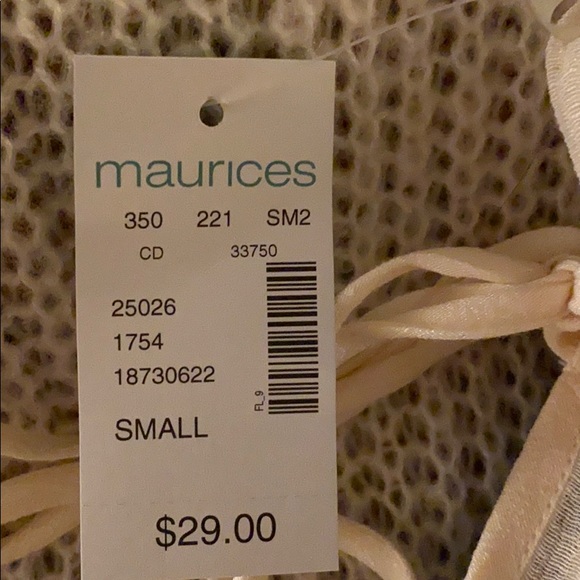 maurices
350 221 SM2
CD 33750
25026
1754
18730622
FL_9
SMALL
$29.00